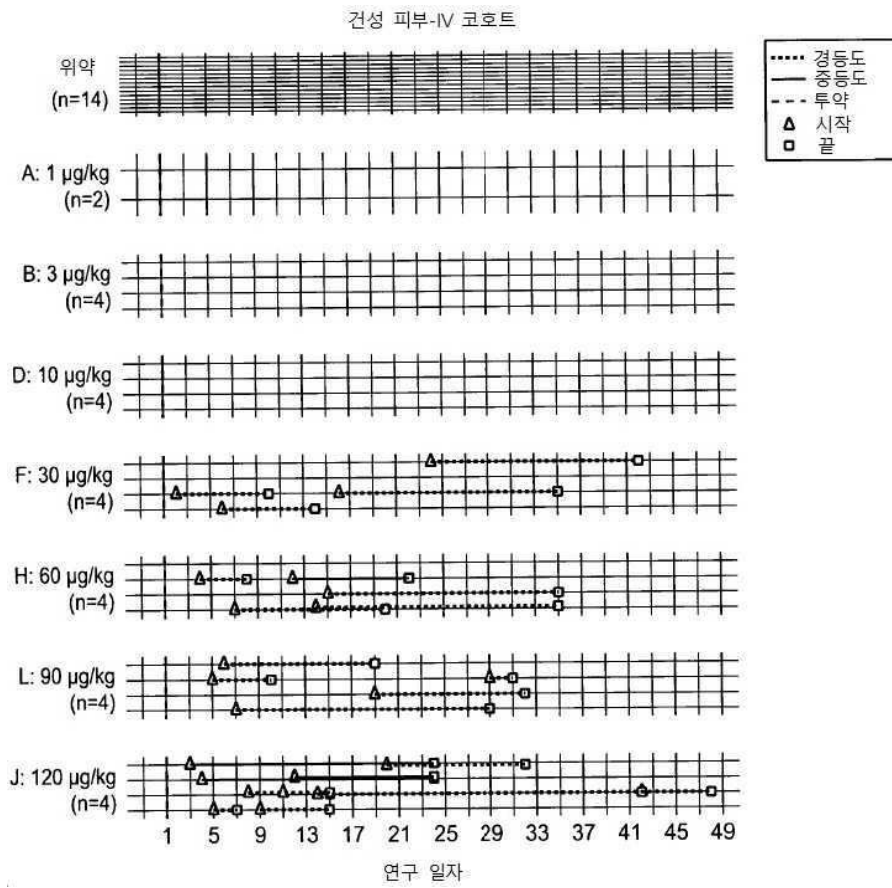 건성 피부-IV 코호트
위약
(n=14)
경등도
중등도
투약
시작
끝
A: 1 µg/kg
(n=2)
B: 3 µg/kg
(n=4)
D: 10 µg/kg
(n=4)
F: 30 µg/kg
(n=4)
H: 60 µg/kg
(n=4)
L: 90 µg/kg
(n=4)
J: 120 µg/kg
(n=4)
1 5 9 13 17 21 25 29 33 37 41 45 49
연구 일자